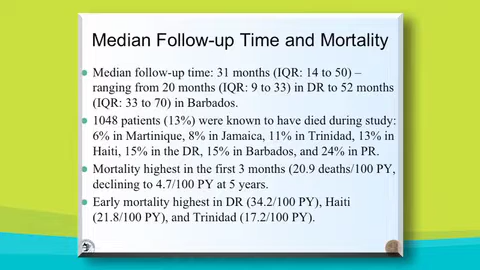 Median Follow-up Time and Mortality
Median follow-up time: 31 months (IQR: 14 to 50) –
ranging from 20 months (IQR: 9 to 33) in DR to 52 months
(IQR: 33 to 70) in Barbados.
1048 patients (13%) were known to have died during study:
6% in Martinique, 8% in Jamaica, 11% in Trinidad, 13% in
Haiti, 15% in the DR, 15% in Barbados, and 24% in PR.
Mortality highest in the first 3 months (20.9 deaths/100 PY,
declining to 4.7/100 PY at 5 years.
Early mortality highest in DR (34.2/100 PY), Haiti
(21.8/100 PY), and Trinidad (17.2/100 PY).